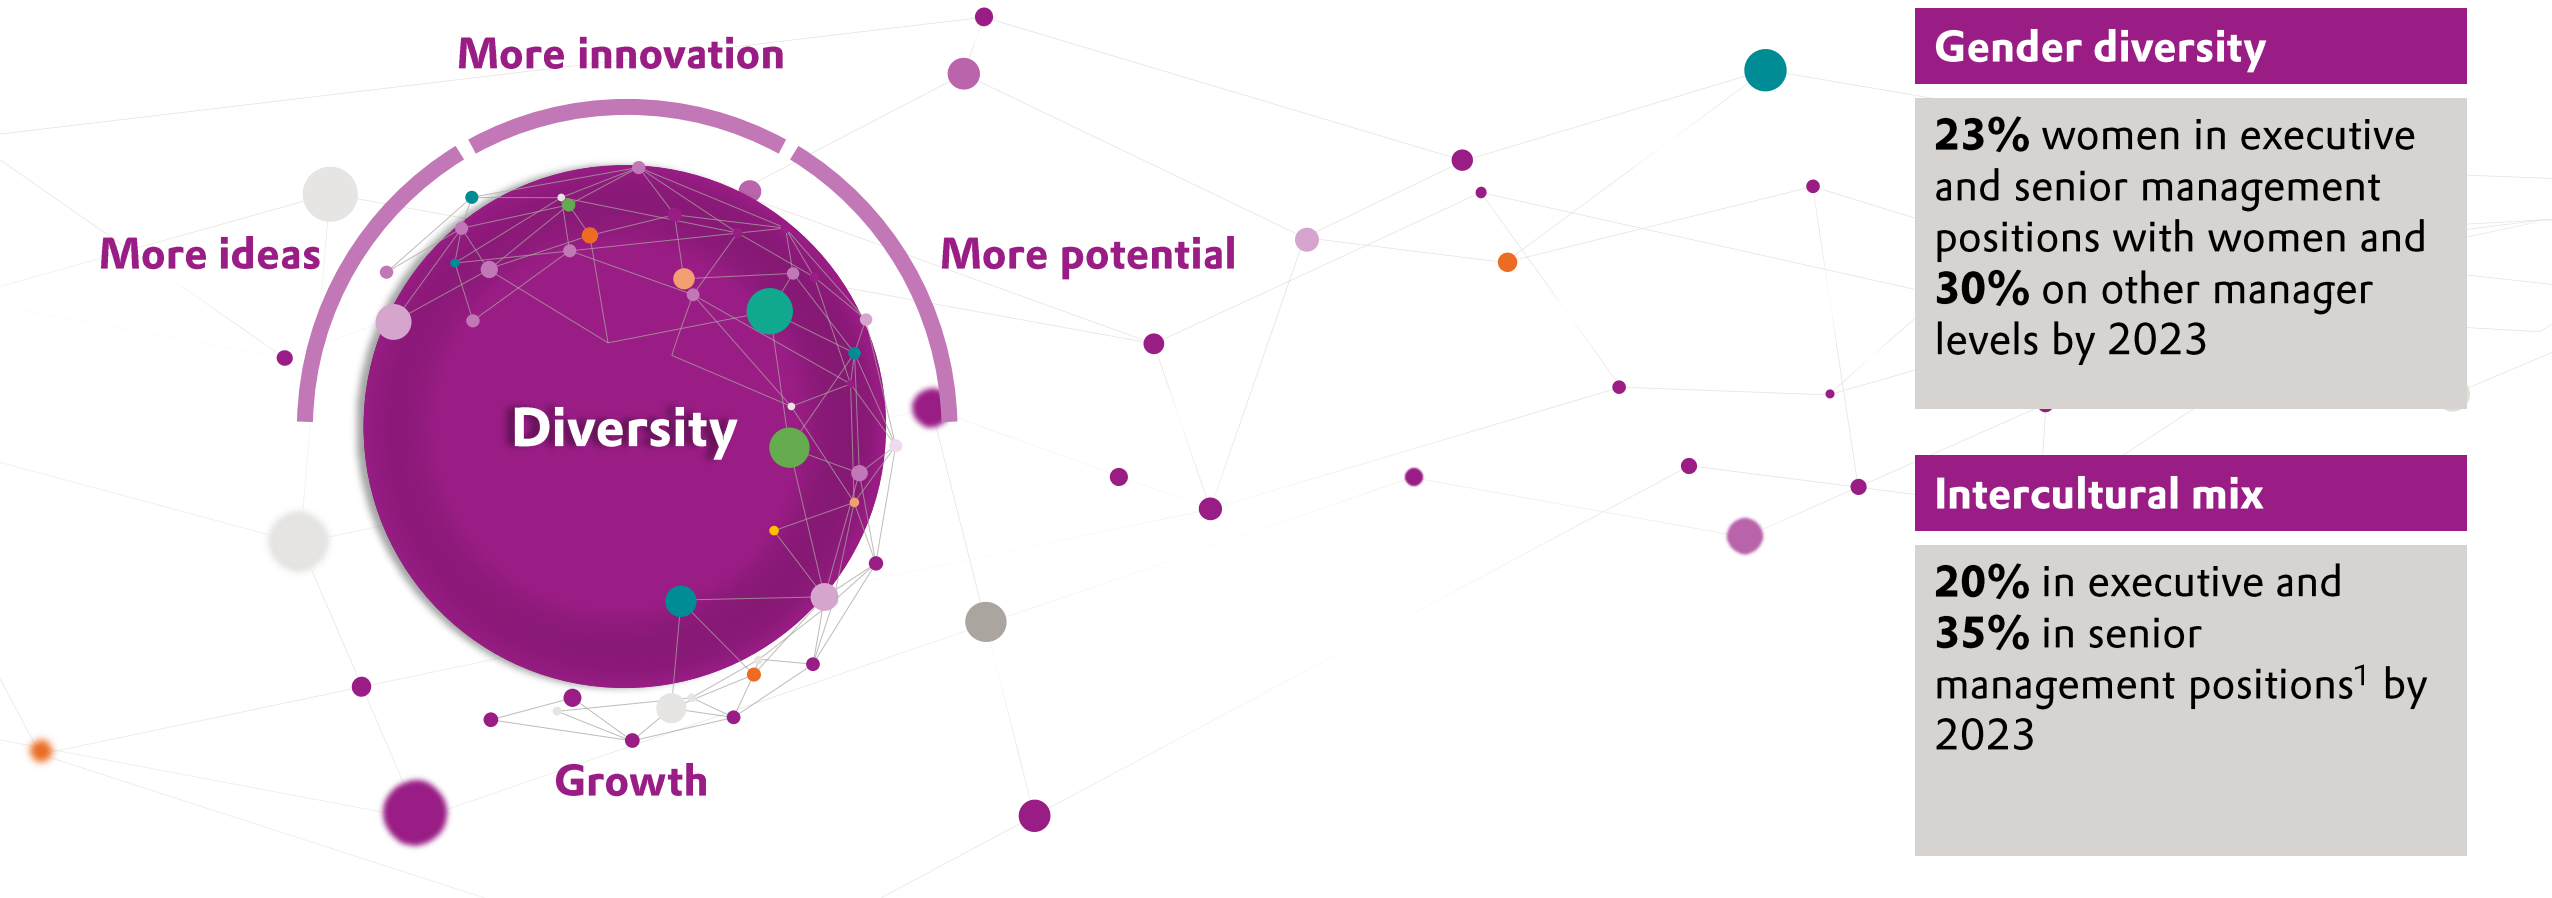 More innovation
More ideas
More potential
Diversity
Growth
Gender diversity
23% women in executive
and senior management
positions with women and
30% on other manager
levels by 2023
Intercultural mix
20% in executive and
35% in senior
management positions¹ by
2023